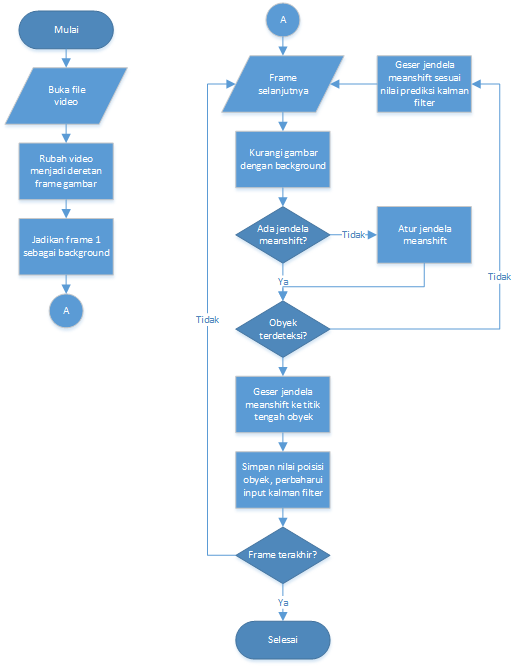 Mulai
Buka file
video
Rubah video
menjadi deretan
frame gambar
Jadikan frame 1
sebagai background
A
A
Frame
selanjutnya
Geser jendela
meanshift sesuai
nilai prediksi kalman
filter
Kurangi gambar
dengan background
Ada jendela
meanshift?
Tidak
Atur jendela
meanshift
Ya
Tidak
Obyek
terdeteksi?
Tidak
Geser jendela
meanshift ke titik
tengah obyek
Simpan nilai poisisi
obyek, perbaharui
input kalman filter
Frame terakhir?
Ya
Selesai